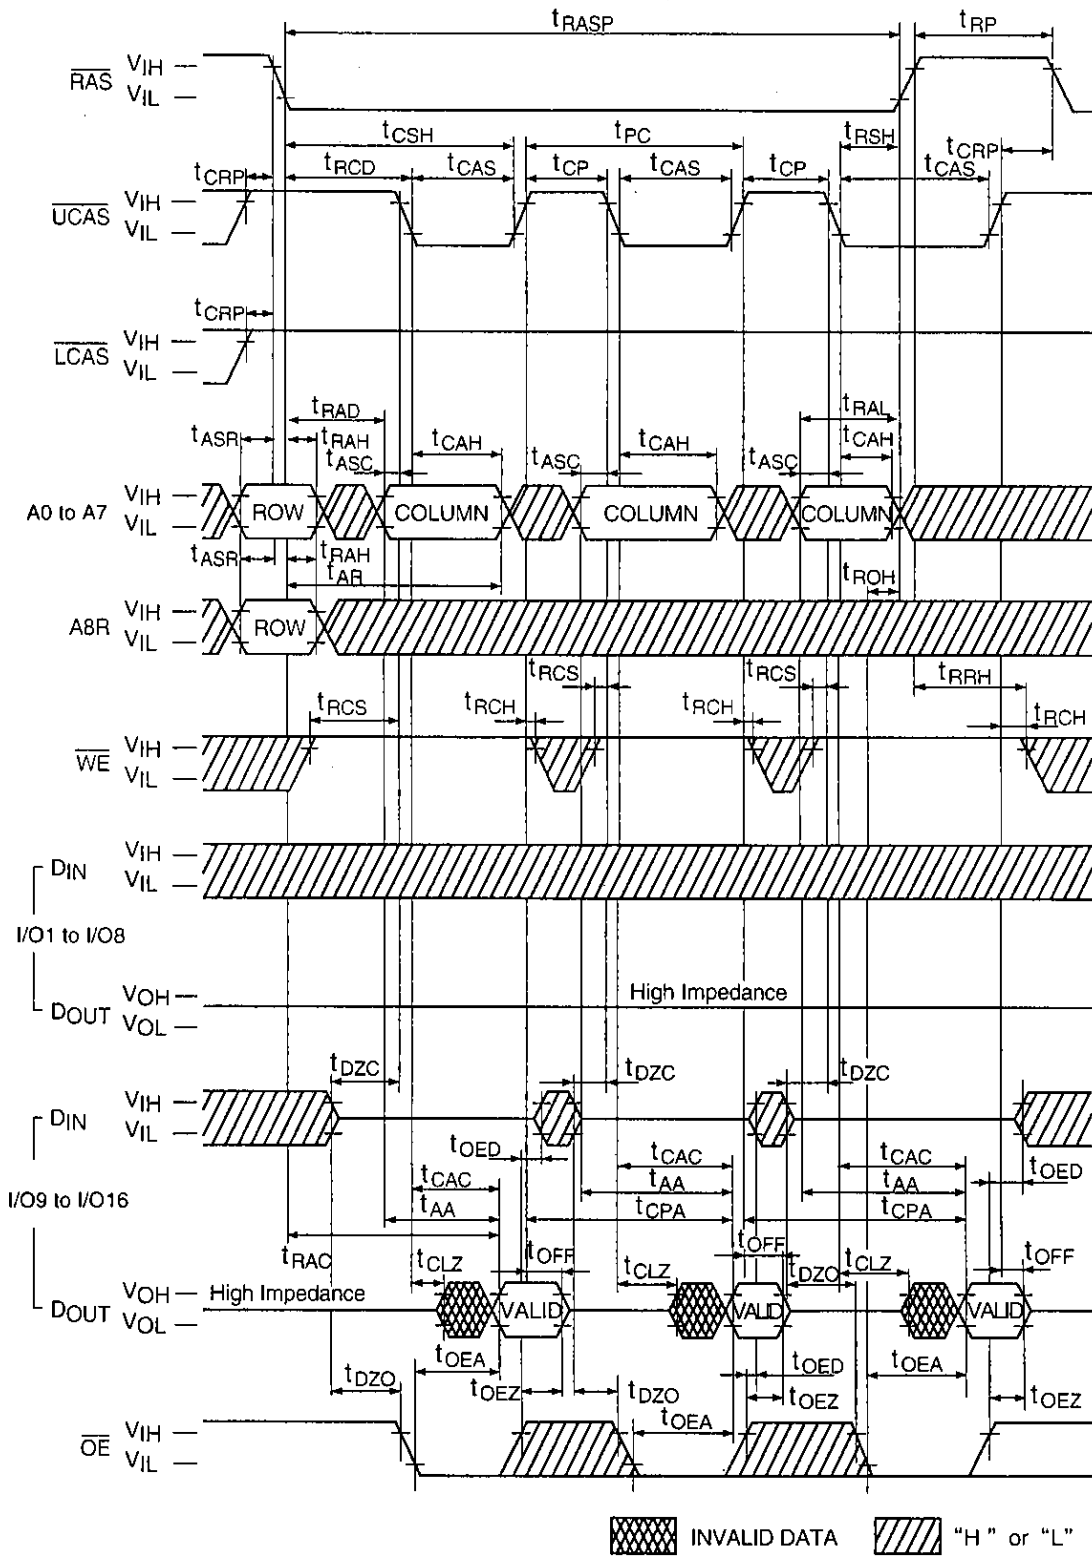 tRASP tRP
RAS VIH
VIL
tCSH tPC tRSH
tCRP tRCD tCAS tCP tCAS tCP tCRP
tCAS
UCAS VIH
VIL
tCRP
LCAS VIH
VIL
tRAD tRAL
tASR tRAH tCAH tCAH tCAH
tASC tASC tASC
A0 to A7 VIH
VIL
ROW COLUMN COLUMN COLUMN
tASR tRAH
tAR tROH
A8R VIH
VIL
ROW
tRCS tRCS tRRH
tRCS tRCH tRCH tRCH
WE VIH
VIL
DIN VIH
VIL
I/O1 to I/O8
DOUT VOH
VOL
High Impedance
tDZC tDZC tDZC
DIN VIH
VIL
tOED tCAC tCAC tOED
I/O9 to I/O16
tCAC tAA tAA
tAA tCPA tCPA
tRAC tOFF tOFF
tCLZ tCLZ tDZO tCLZ tOFF
DOUT VOH
VOL
High Impedance VALID VALID VALID
tDZO tOEA tOEZ tDZO tOED tOEA
tOEA tOEZ tOEZ
OE VIH
VIL
INVALID DATA "H" or "L"